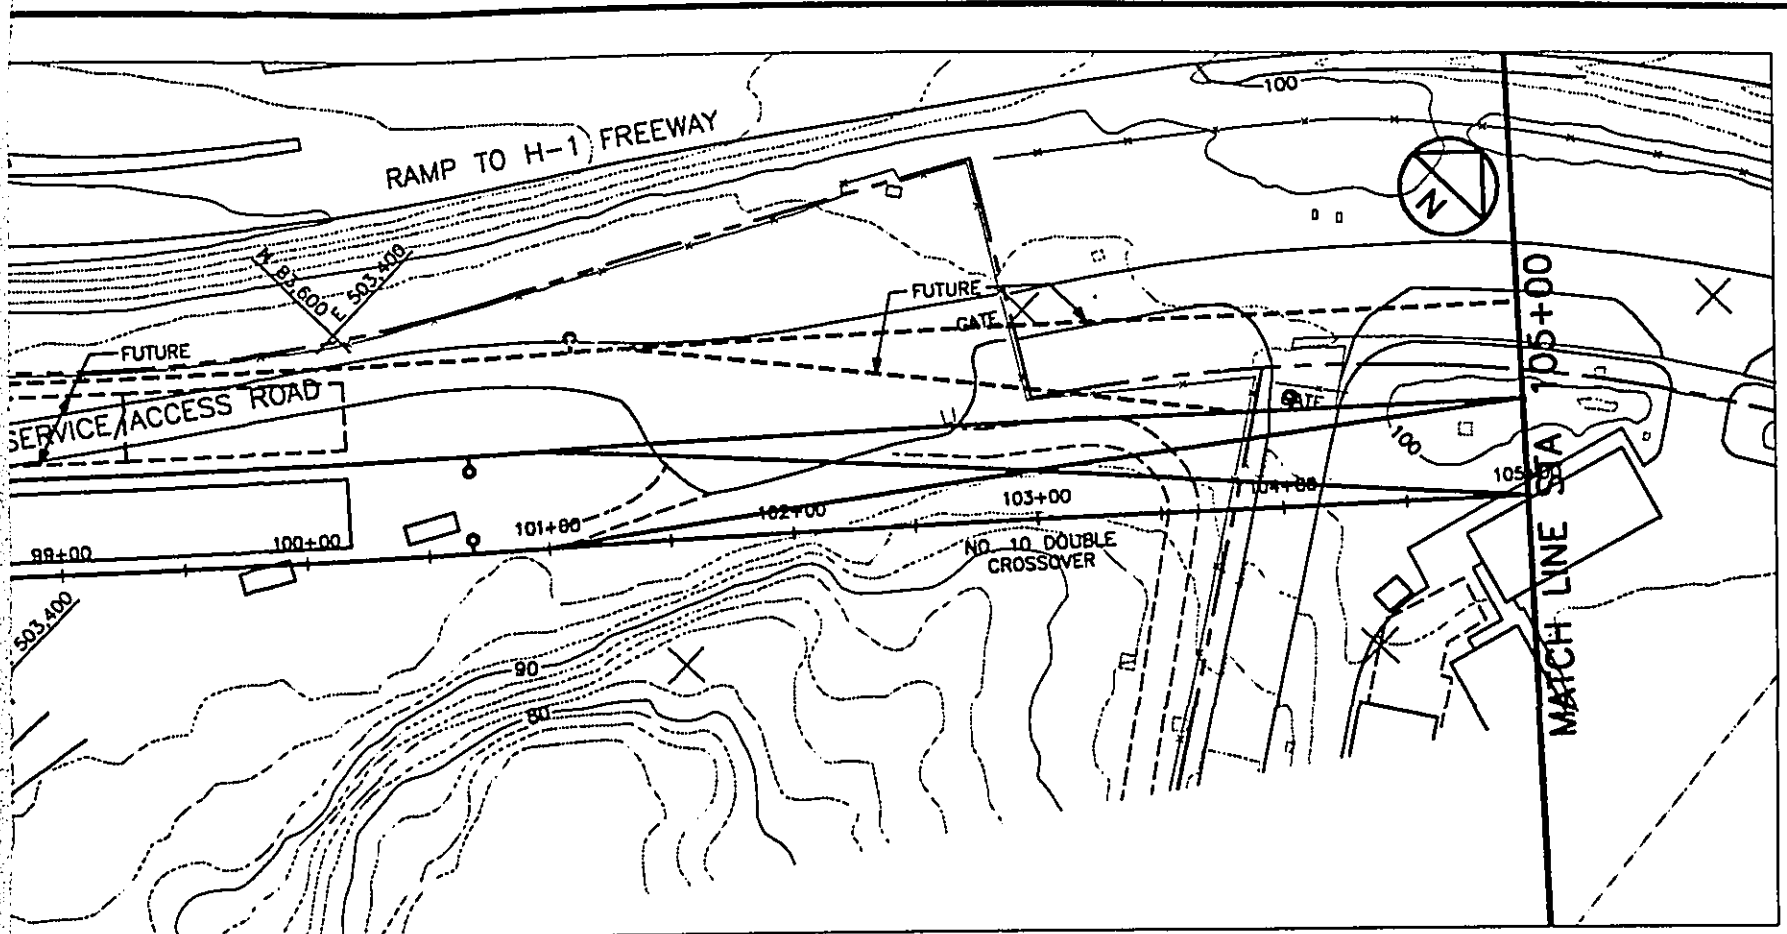 100
RAMP TO H-1 FREEWAY
N
N 83,600
E 503,400
105+00
FUTURE
GATE
FUTURE
SERVICE/ACCESS ROAD
GATE
100
99+00
100+00
101+00
102+00
103+00
104+00
105+00
NO. 10 DOUBLE
CROSSOVER
503,400
90
80
MATCH LINE STA